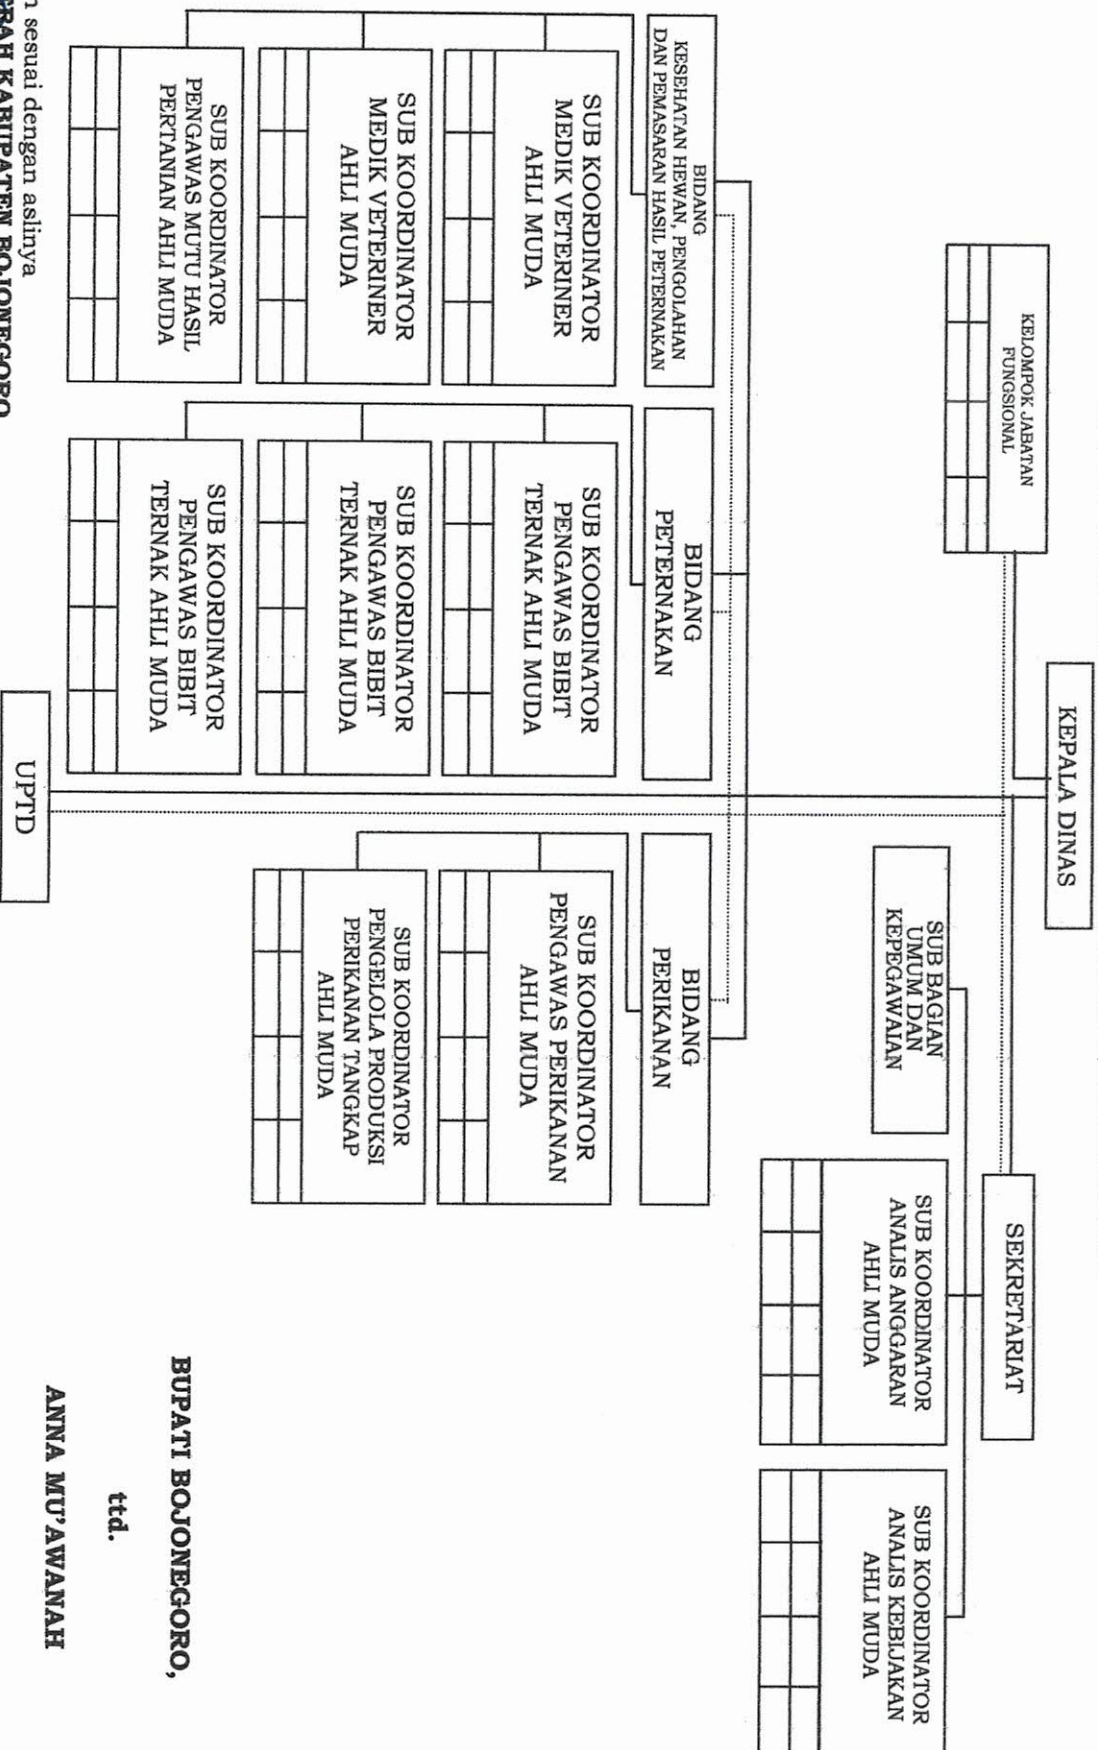 KEPALA DINAS
KELOMPOK JABATAN
FUNGSIONAL
SEKRETARIAT
SUB BAGIAN
UMUM DAN
KEPEGAWAIAN
SUB KOORDINATOR
ANALIS ANGGARAN
AHLI MUDA
SUB KOORDINATOR
ANALIS KEBIJAKAN
AHLI MUDA
BIDANG
KESEHATAN HEWAN, PENGOLAHAN
DAN PEMASARAN HASIL PETERNAKAN
BIDANG
PETERNAKAN
BIDANG
PERIKANAN
SUB KOORDINATOR
MEDIK VETERINER
AHLI MUDA
SUB KOORDINATOR
PENGAWAS BIBIT
TERNAK AHLI MUDA
SUB KOORDINATOR
PENGAWAS PERIKANAN
AHLI MUDA
SUB KOORDINATOR
MEDIK VETERINER
AHLI MUDA
SUB KOORDINATOR
PENGAWAS BIBIT
TERNAK AHLI MUDA
SUB KOORDINATOR
PENGELOLA PRODUKSI
PERIKANAN TANGKAP
AHLI MUDA
SUB KOORDINATOR
PENGAWAS MUTU HASIL
PERTANIAN AHLI MUDA
SUB KOORDINATOR
PENGAWAS BIBIT
TERNAK AHLI MUDA
UPTD
BUPATI BOJONEGORO,
ttd.
ANNA MU'AWANAH
sesuai dengan aslinya
KABUPATEN BOJONEGORO